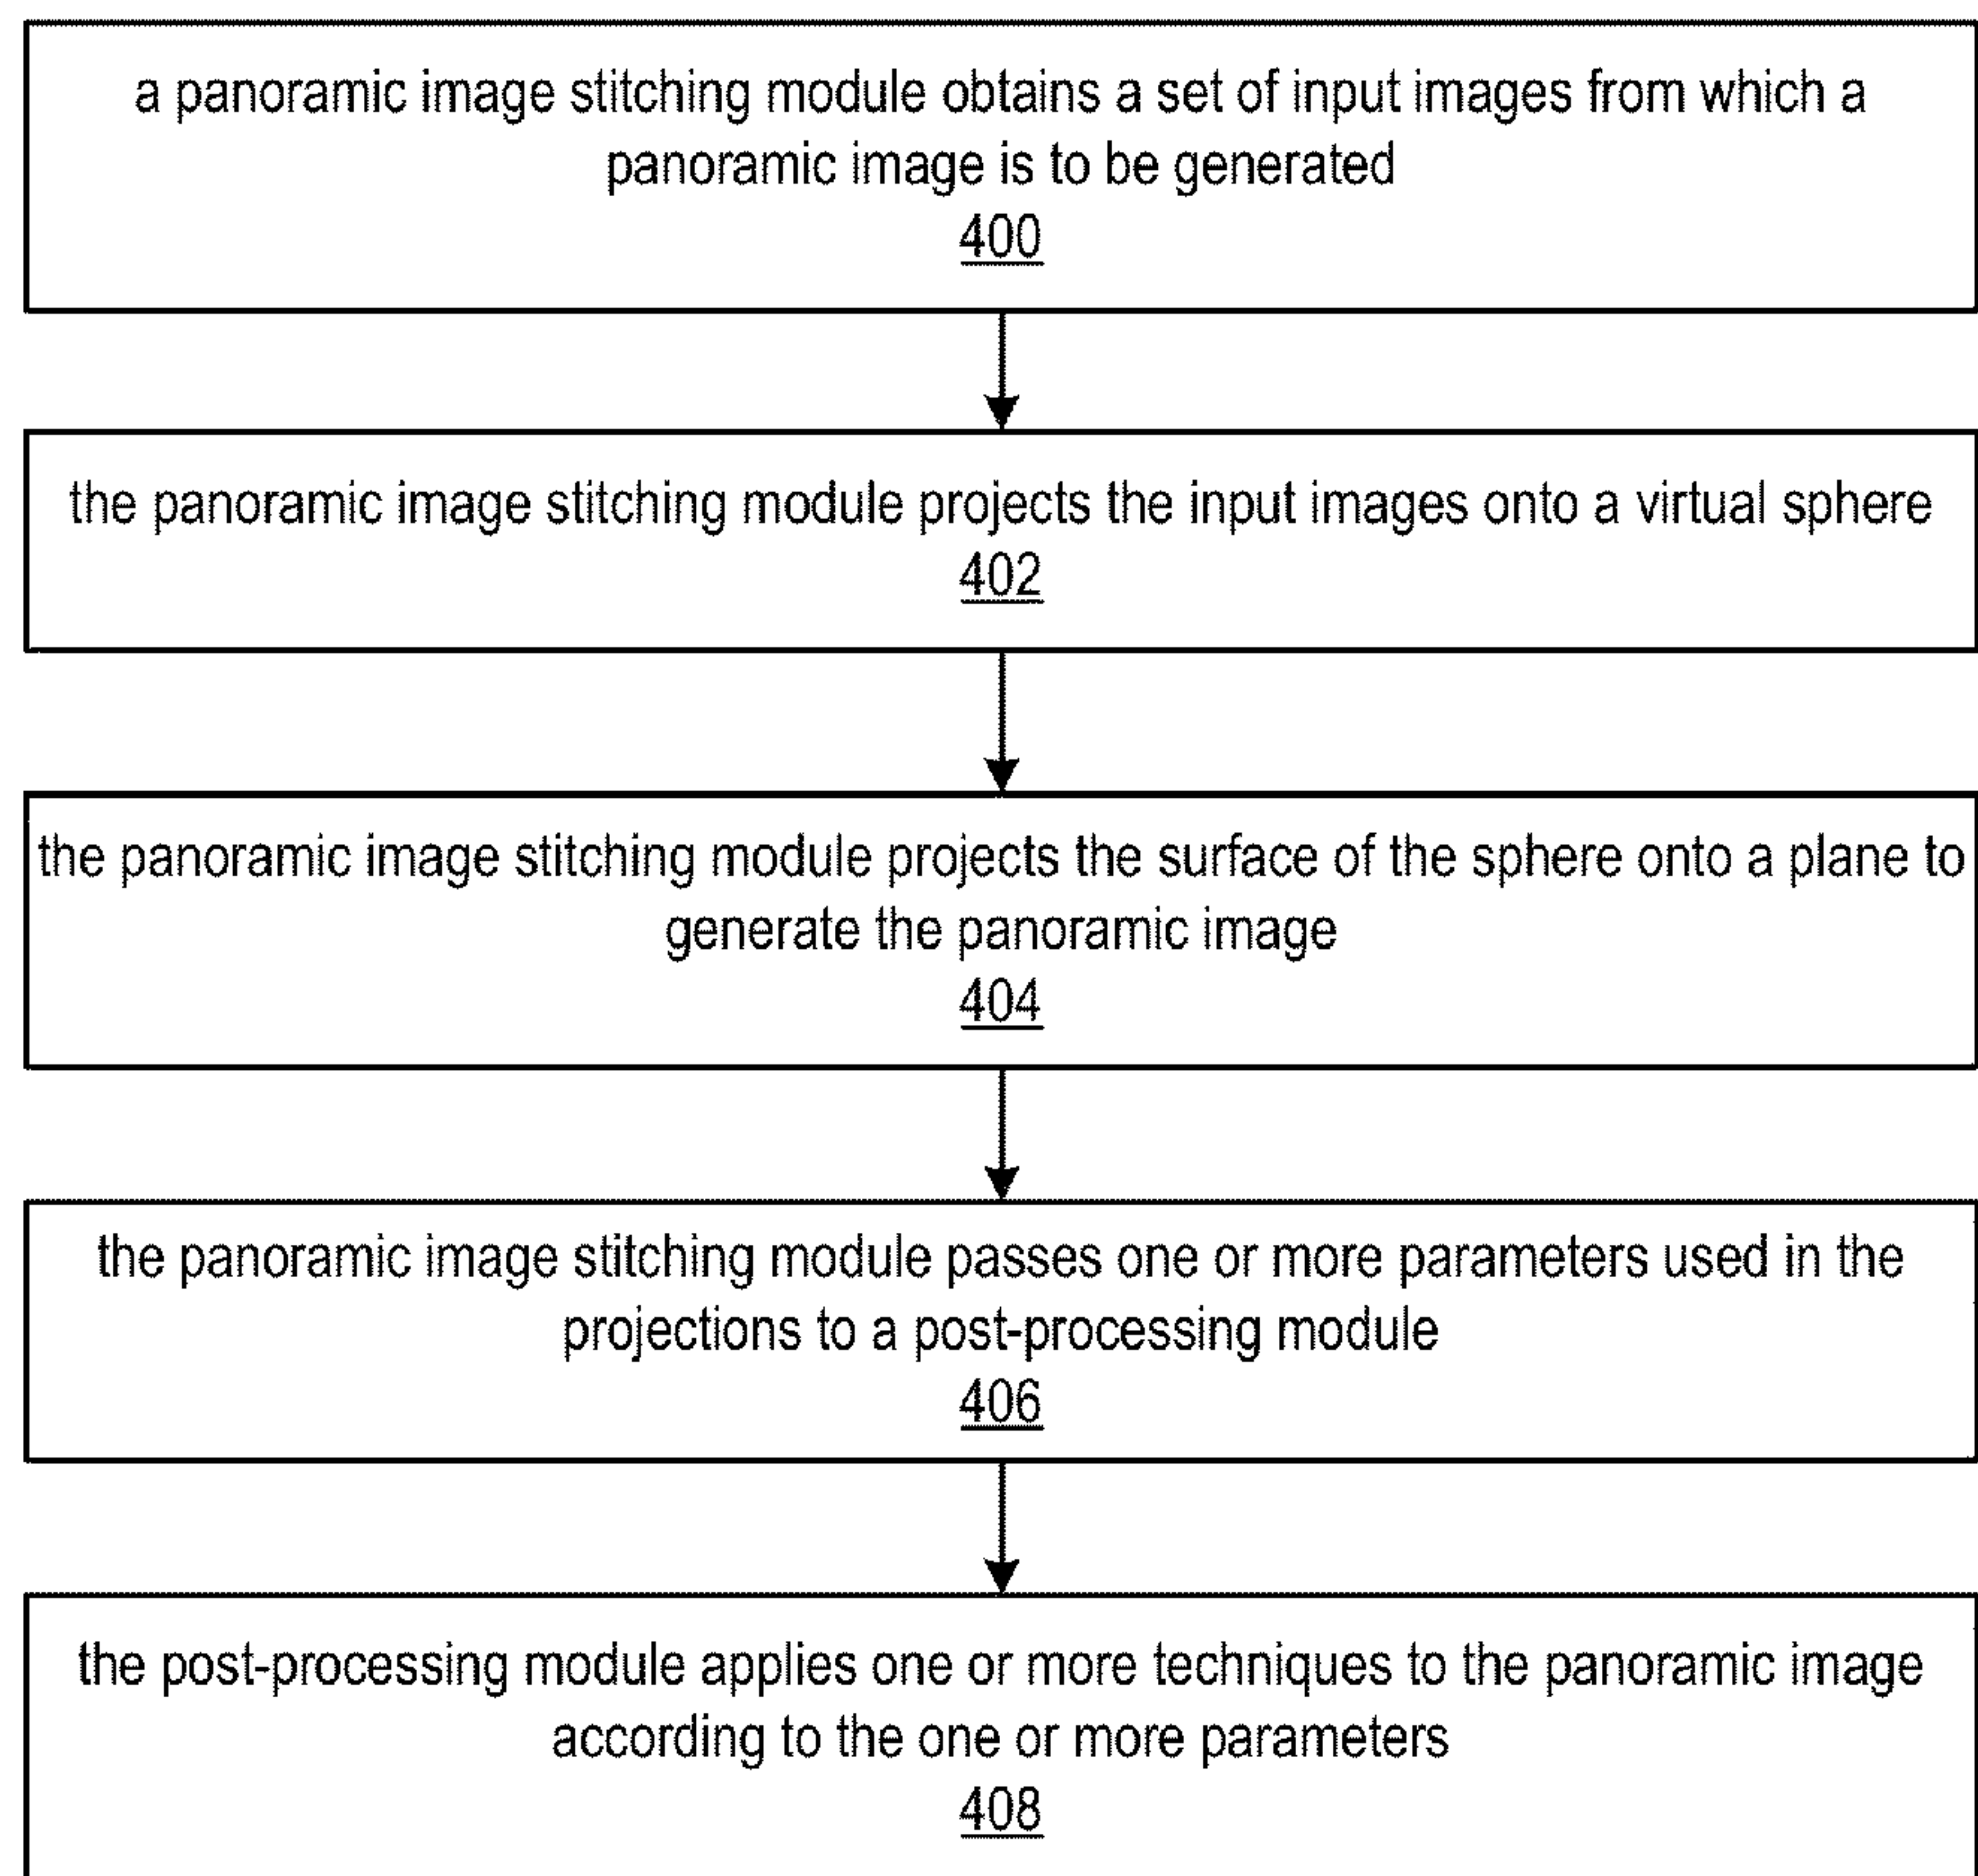 a panoramic image stitching module obtains a set of input images from which a
panoramic image is to be generated
400
the panoramic image stitching module projects the input images onto a virtual sphere
402
the panoramic image stitching module projects the surface of the sphere onto a plane to
generate the panoramic image
404
the panoramic image stitching module passes one or more parameters used in the
projections to a post-processing module
406
the post-processing module applies one or more techniques to the panoramic image
according to the one or more parameters
408